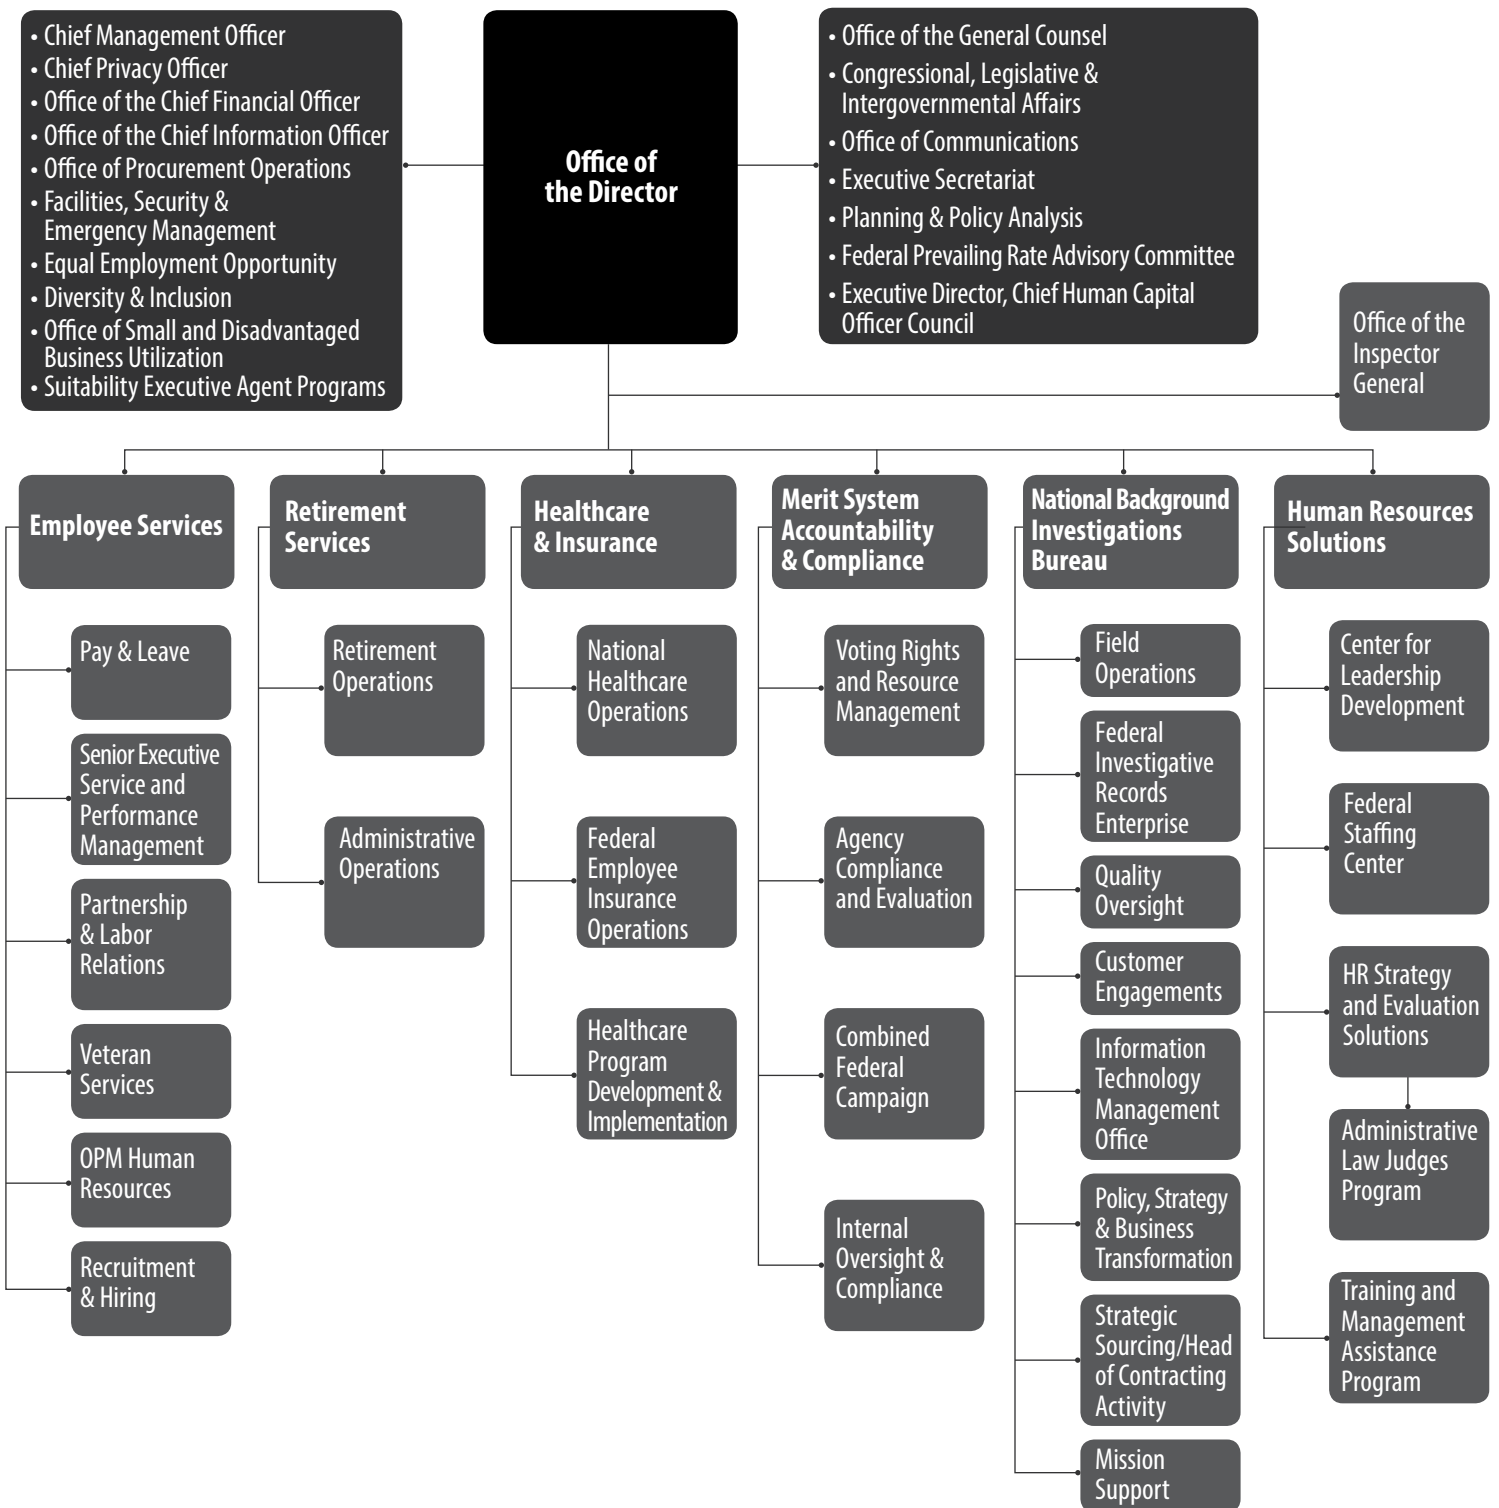 • Chief Management Officer
• Chief Privacy Officer
• Office of the Chief Financial Officer
• Office of the Chief Information Officer
• Office of Procurement Operations
• Facilities, Security &
Emergency Management
• Equal Employment Opportunity
• Diversity & Inclusion
• Office of Small and Disadvantaged
Business Utilization
• Suitability Executive Agent Programs
Office of
the Director
• Office of the General Counsel
• Congressional, Legislative &
Intergovernmental Affairs
• Office of Communications
• Executive Secretariat
• Planning & Policy Analysis
• Federal Prevailing Rate Advisory Committee
• Executive Director, Chief Human Capital
Officer Council
Office of the
Inspector
General
Employee Services
Pay & Leave
Senior Executive
Service and
Performance
Management
Partnership
& Labor
Relations
Veteran
Services
OPM Human
Resources
Recruitment
& Hiring
Retirement
Services
Retirement
Operations
Administrative
Operations
Healthcare
& Insurance
National
Healthcare
Operations
Federal
Employee
Insurance
Operations
Healthcare
Program
Development &
Implementation
Merit System
Accountability
& Compliance
Voting Rights
and Resource
Management
Agency
Compliance
and Evaluation
Combined
Federal
Campaign
Internal
Oversight &
Compliance
National Background
Investigations
Bureau
Field
Operations
Federal
Investigative
Records
Enterprise
Quality
Oversight
Customer
Engagements
Information
Technology
Management
Office
Policy, Strategy
& Business
Transformation
Strategic
Sourcing/Head
of Contracting
Activity
Mission
Support
Human Resources
Solutions
Center for
Leadership
Development
Federal
Staffing
Center
HR Strategy
and Evaluation
Solutions
Administrative
Law Judges
Program
Training and
Management
Assistance
Program